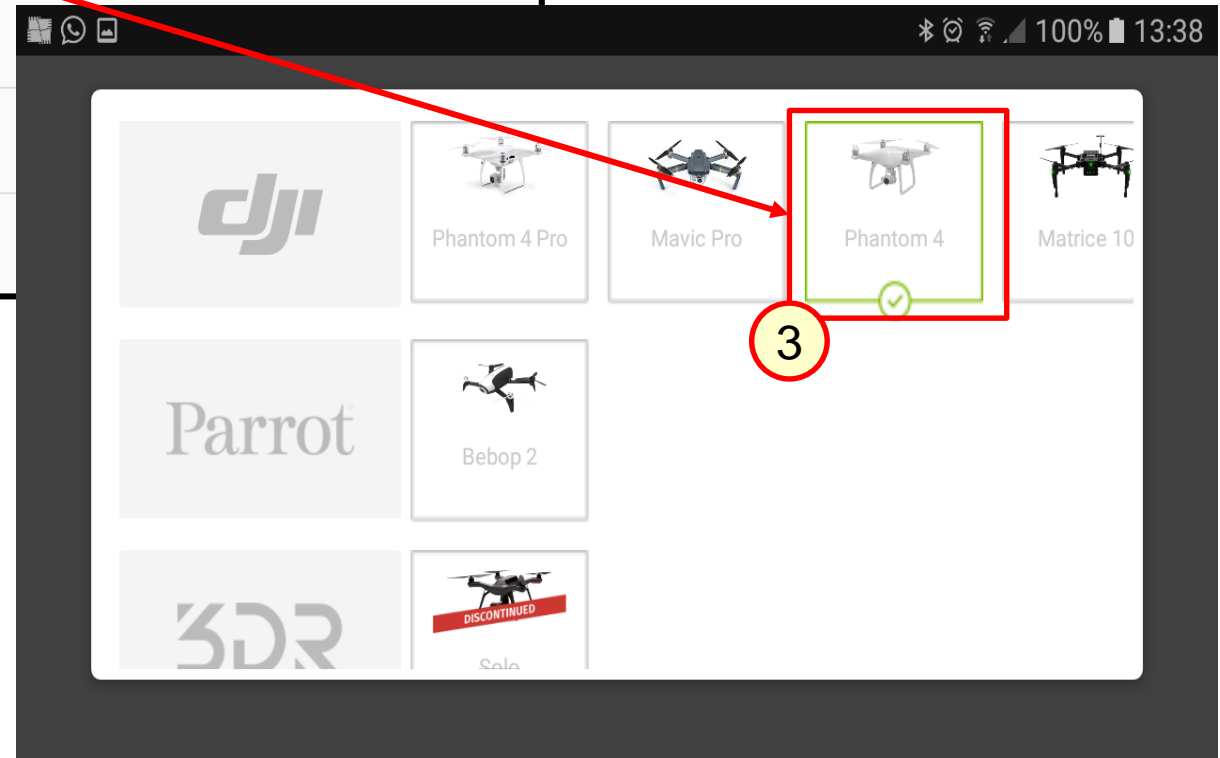 100% 13:38
dji
Phantom 4 Pro
Mavic Pro
Phantom 4
Matrice 10
3
Parrot
Bebop 2
3DR
DISCONTINUED
Solo